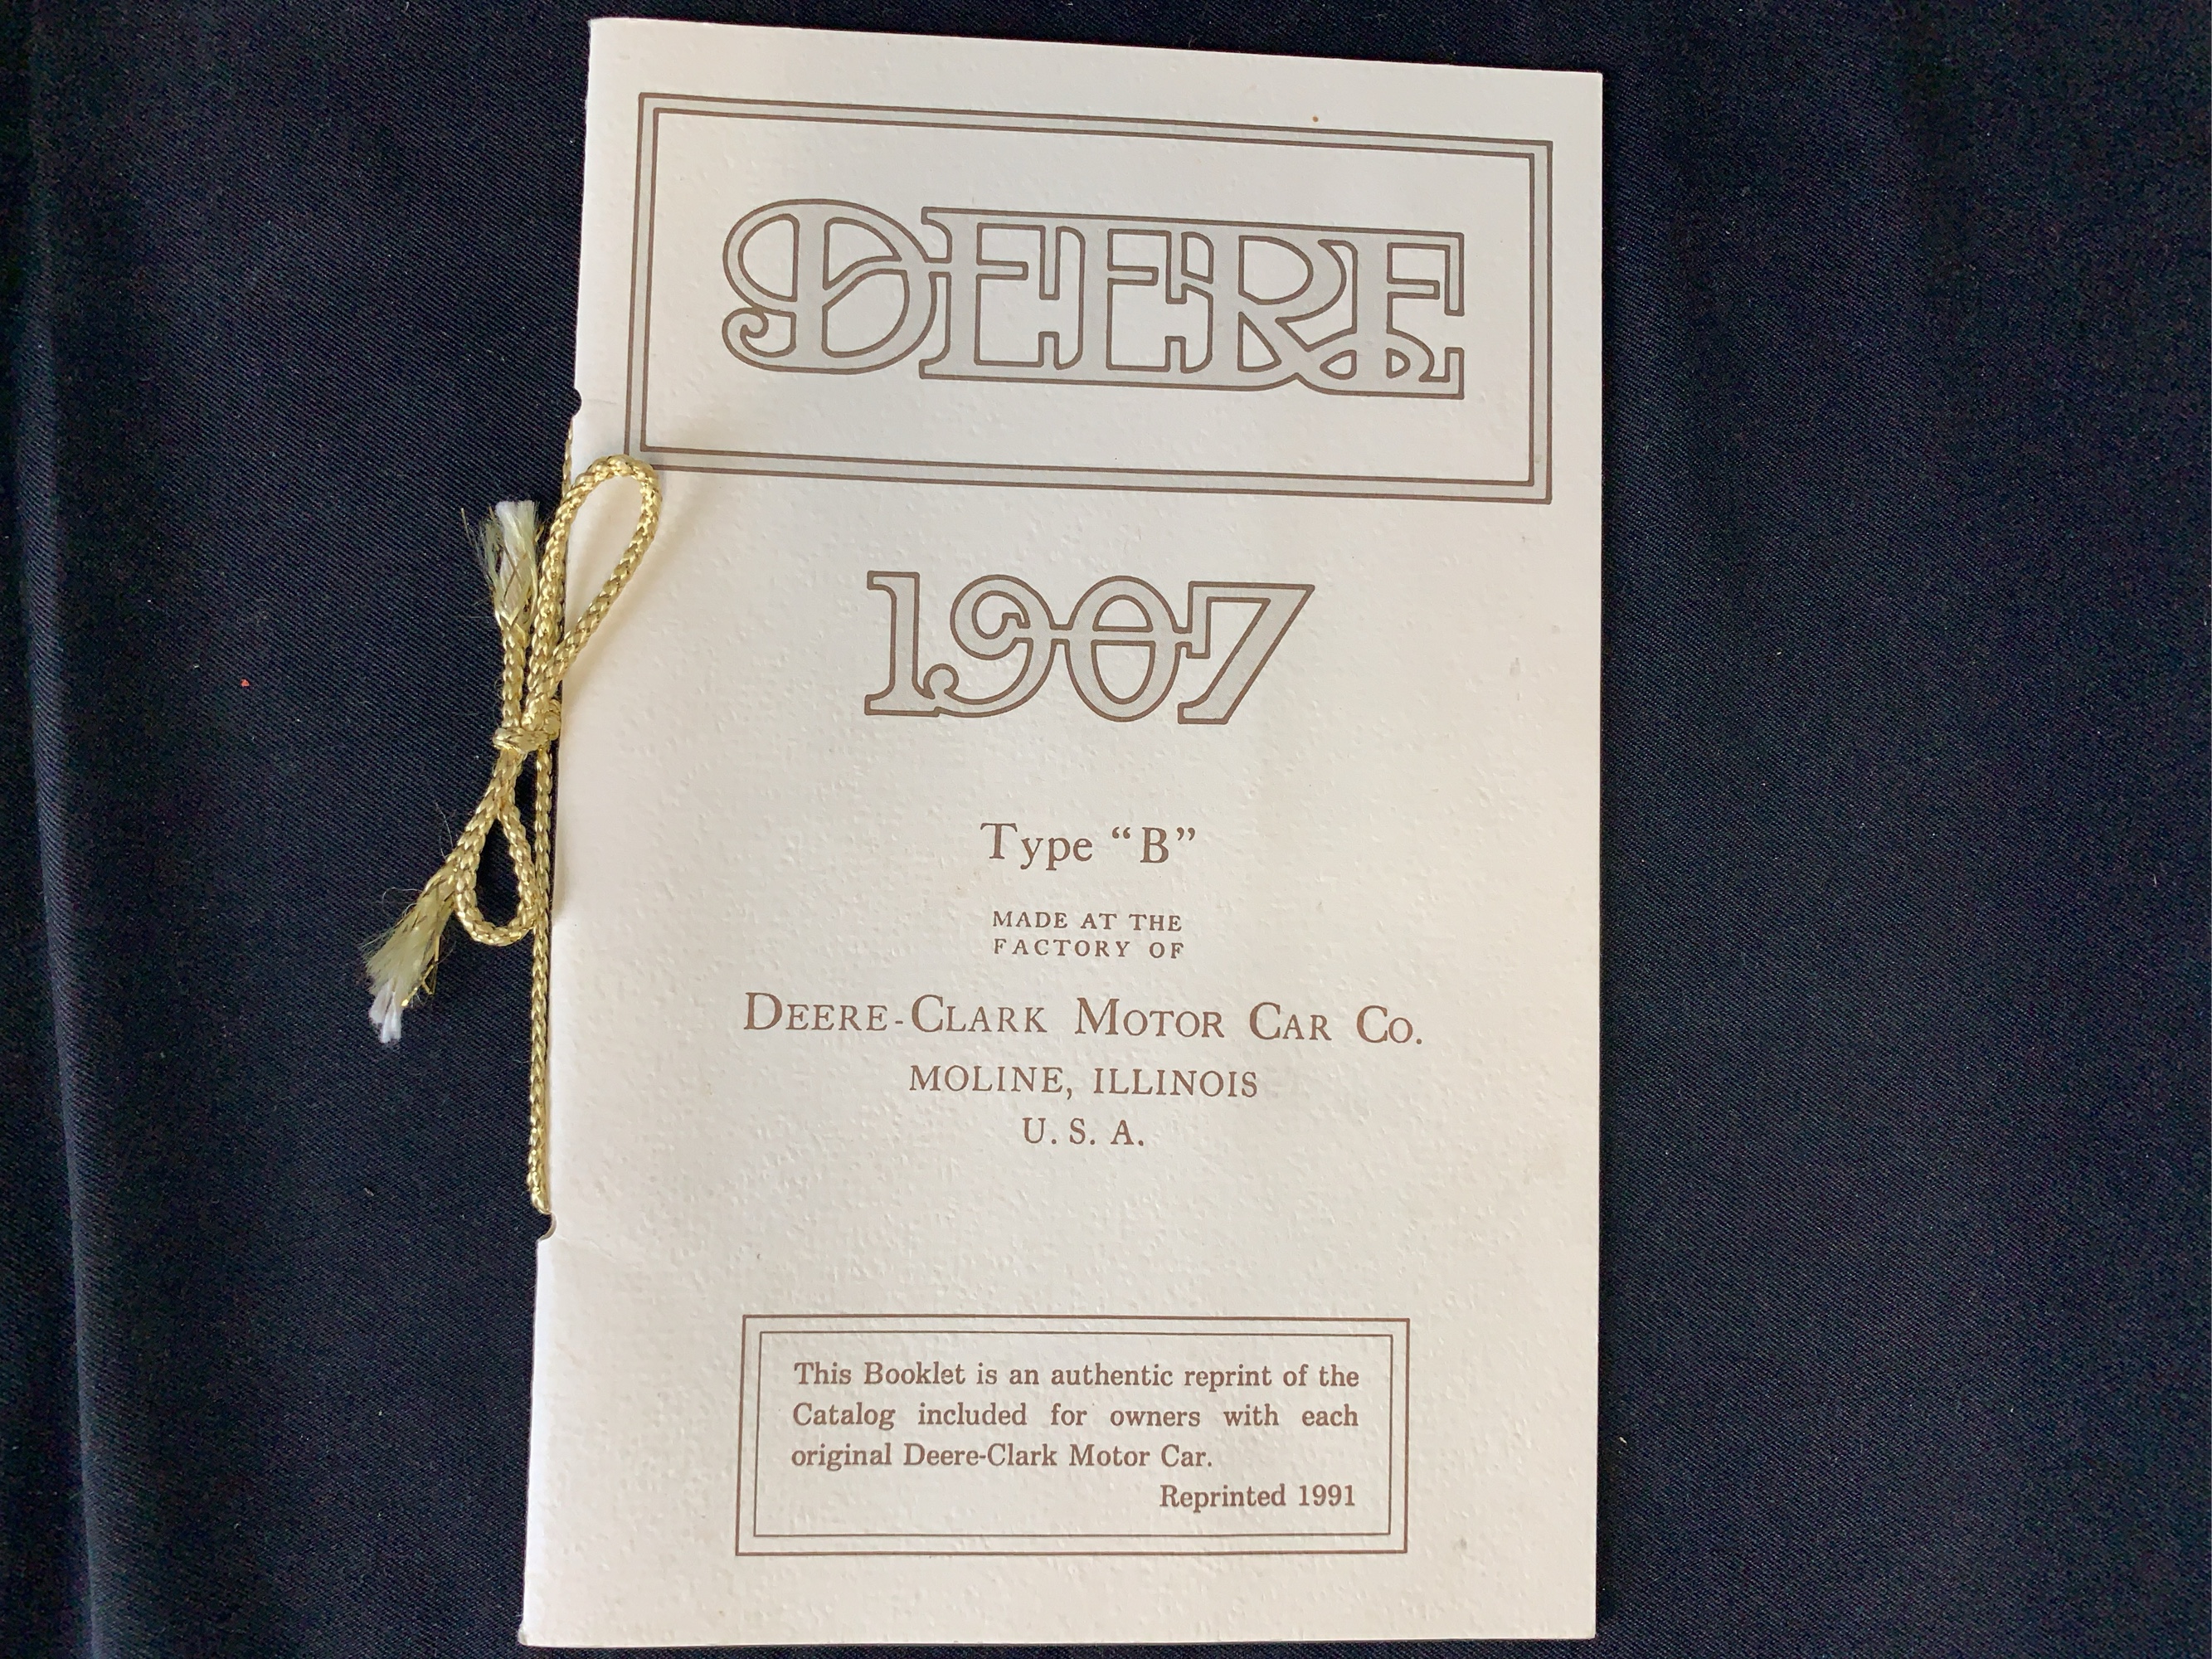 DEERE
1907
Type “B”
MADE AT THE
FACTORY OF
DEERE-CLARK MOTOR CAR CO.
MOLINE, ILLINOIS
U. S. A.
This Booklet is an authentic reprint of the
Catalog included for owners with each
original Deere-Clark Motor Car.
Reprinted 1991